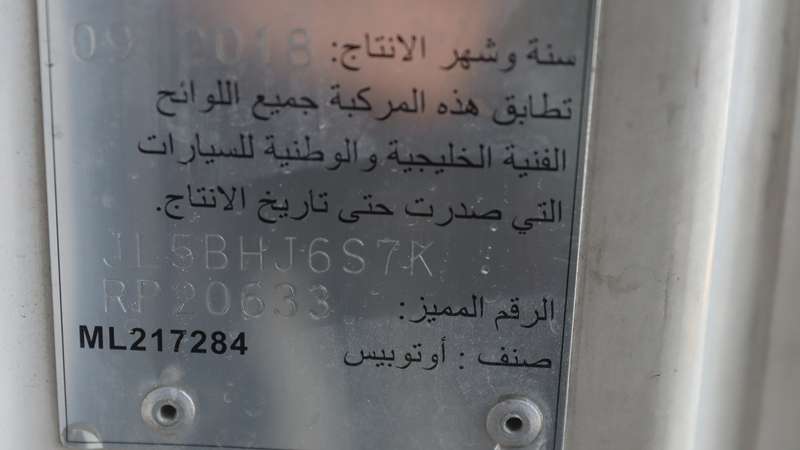 سنة وشهر الانتاج: 09 2018
تطابق هذه المركبة جميع اللوائح
الفنية الخليجية والوطنية للسيارات
التي صدرت حتى تاريخ الانتاج.
JL5BHJ6S7K
الرقم المميز: RP20633
صنف : أوتوبيس ML217284